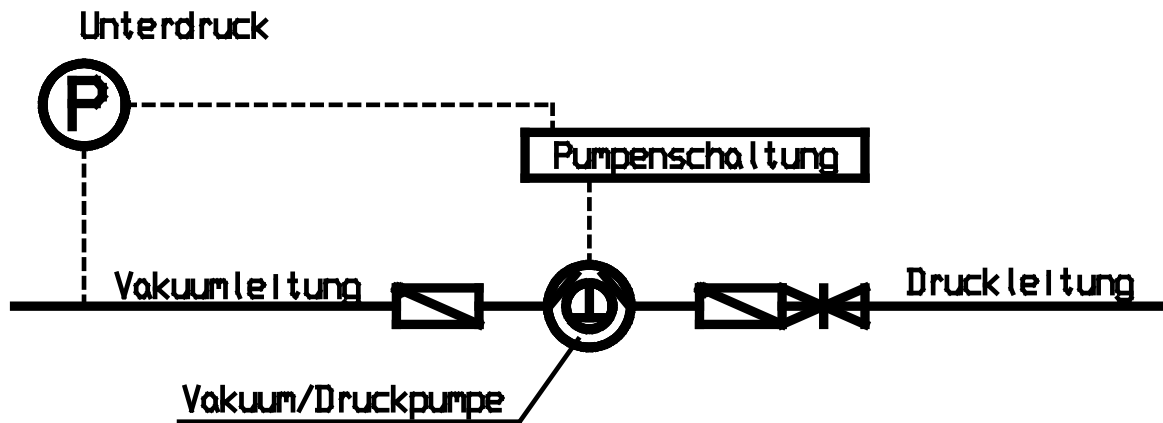 Unterdruck
P
Pumpenschaltung
Vakuumleitung
Druckleitung
Vakuum/Druckpumpe